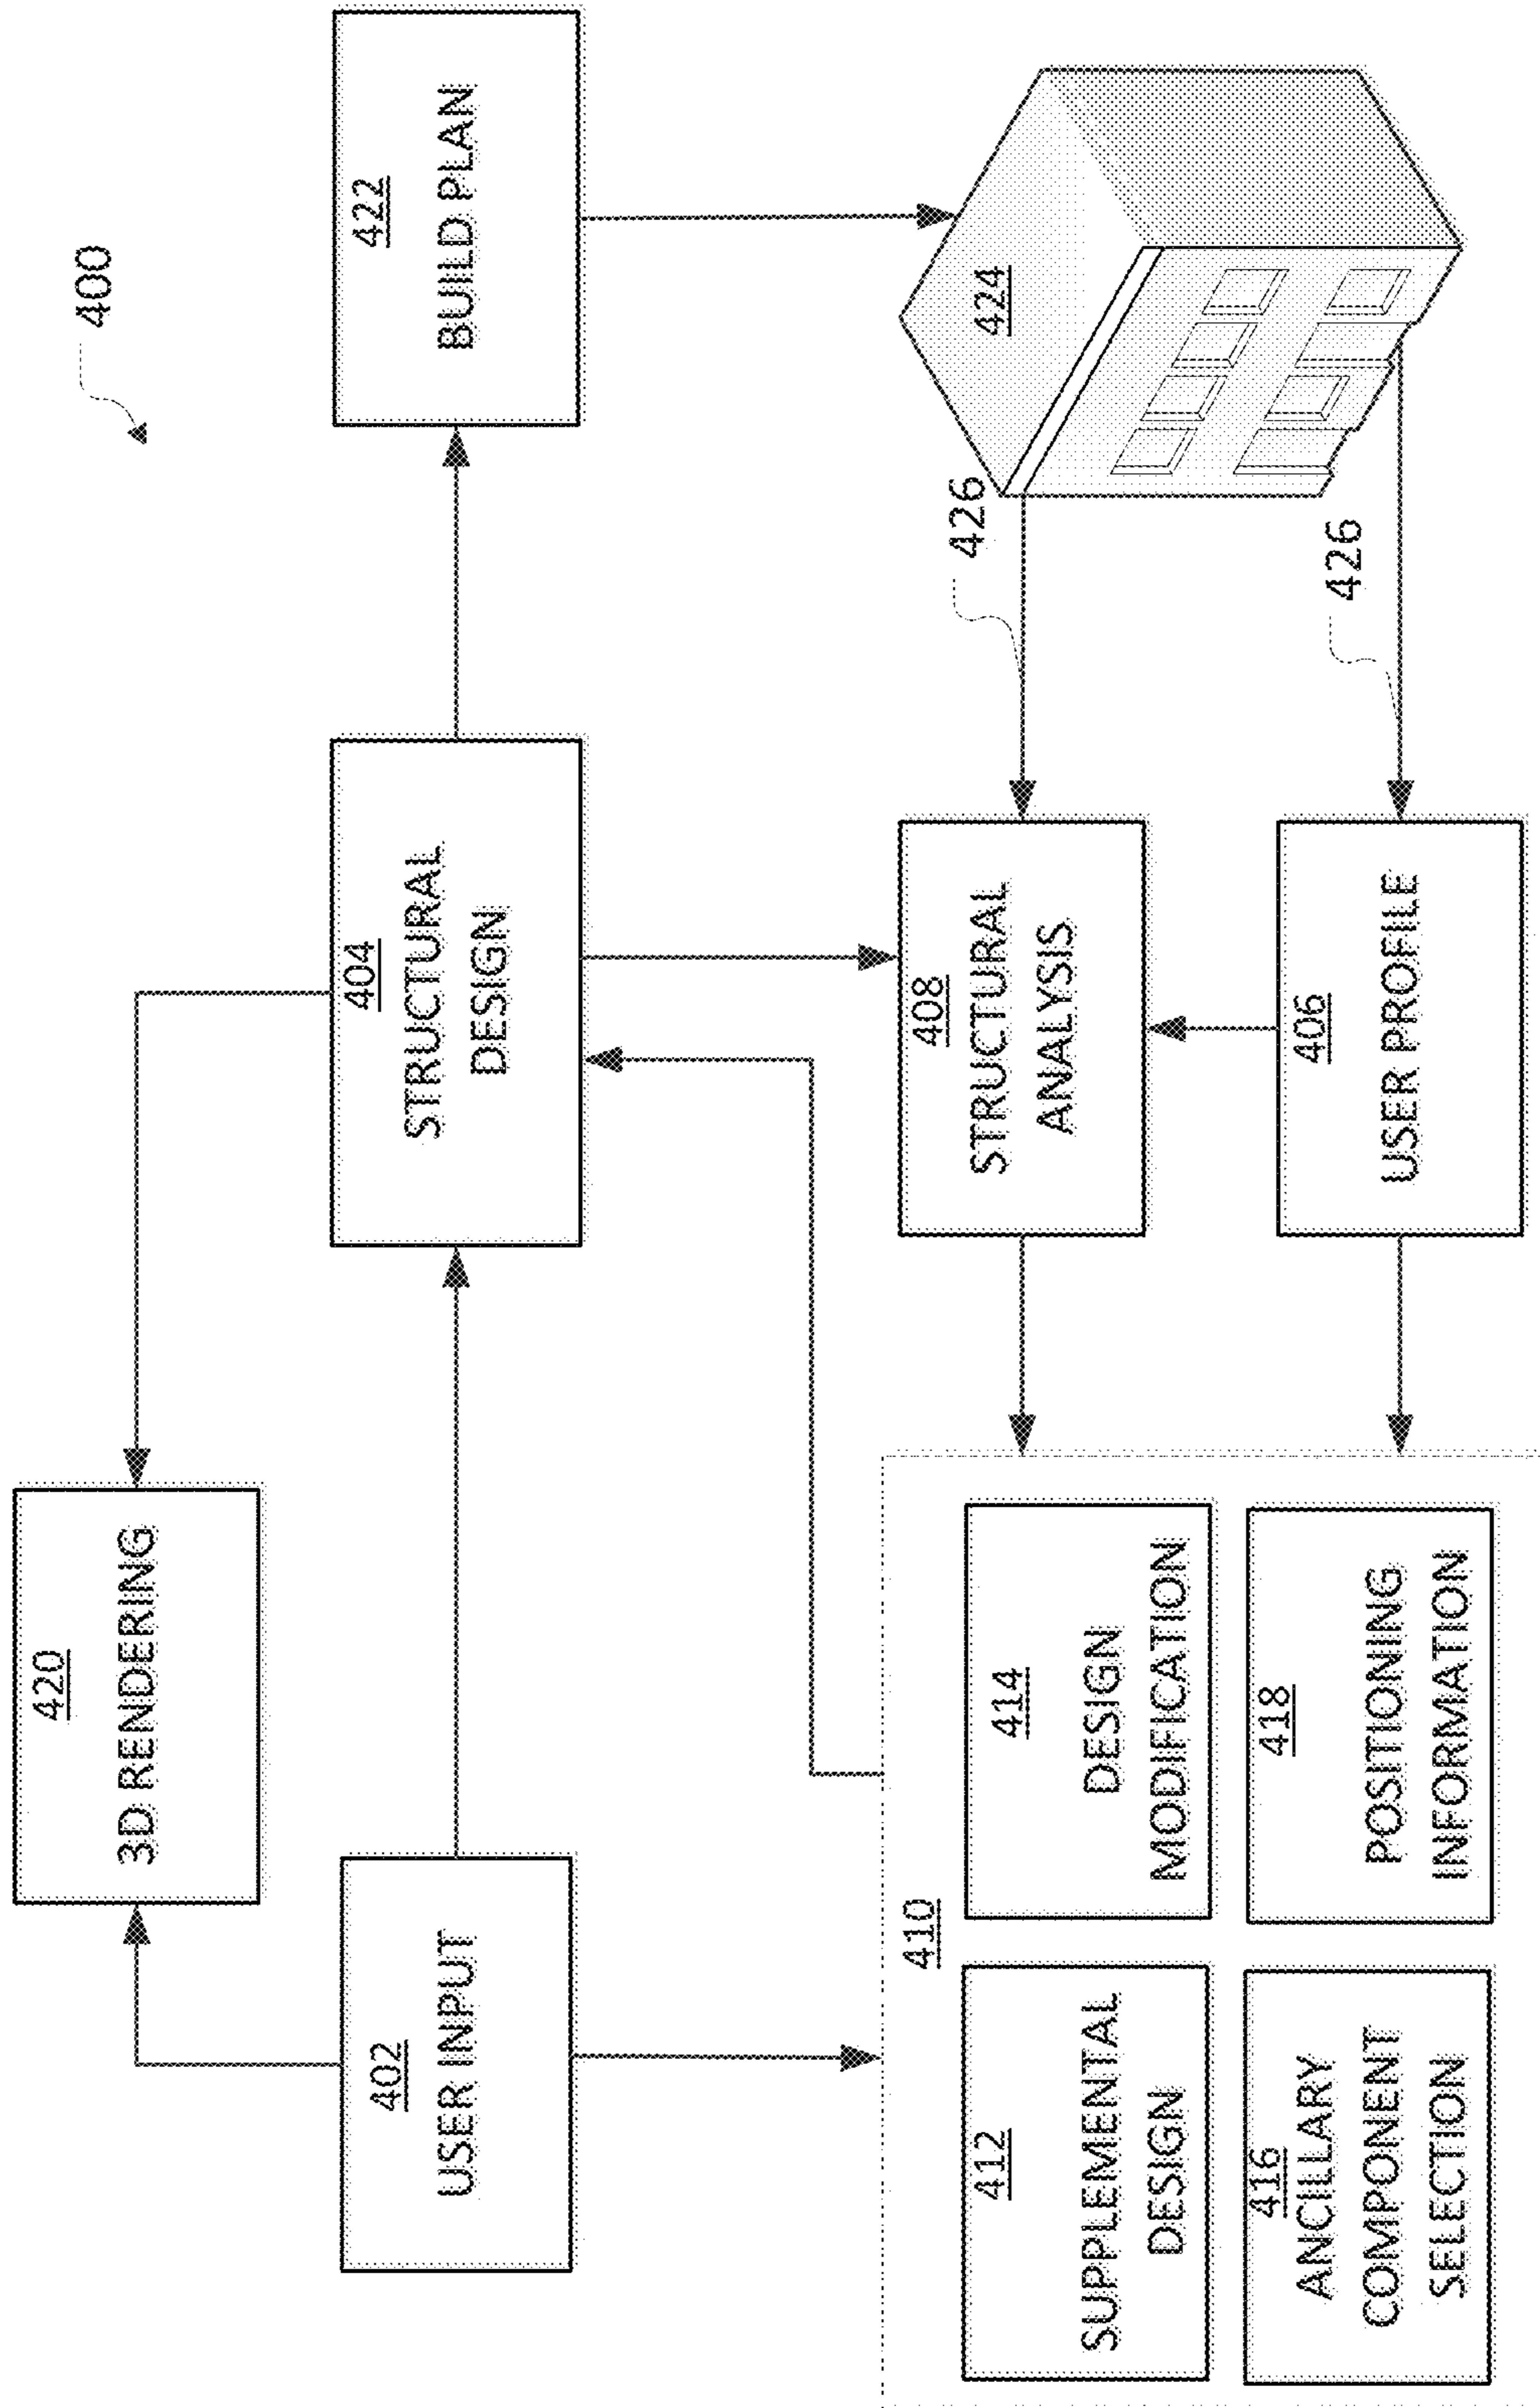 400
420
3D RENDERING
402
USER INPUT
404
STRUCTURAL
DESIGN
422
BUILD PLAN
410
412
SUPPLEMENTAL
DESIGN
414
DESIGN
MODIFICATION
416
ANCILLARY
COMPONENT
SELECTION
418
POSITIONING
INFORMATION
408
STRUCTURAL
ANALYSIS
406
USER PROFILE
424
426
426